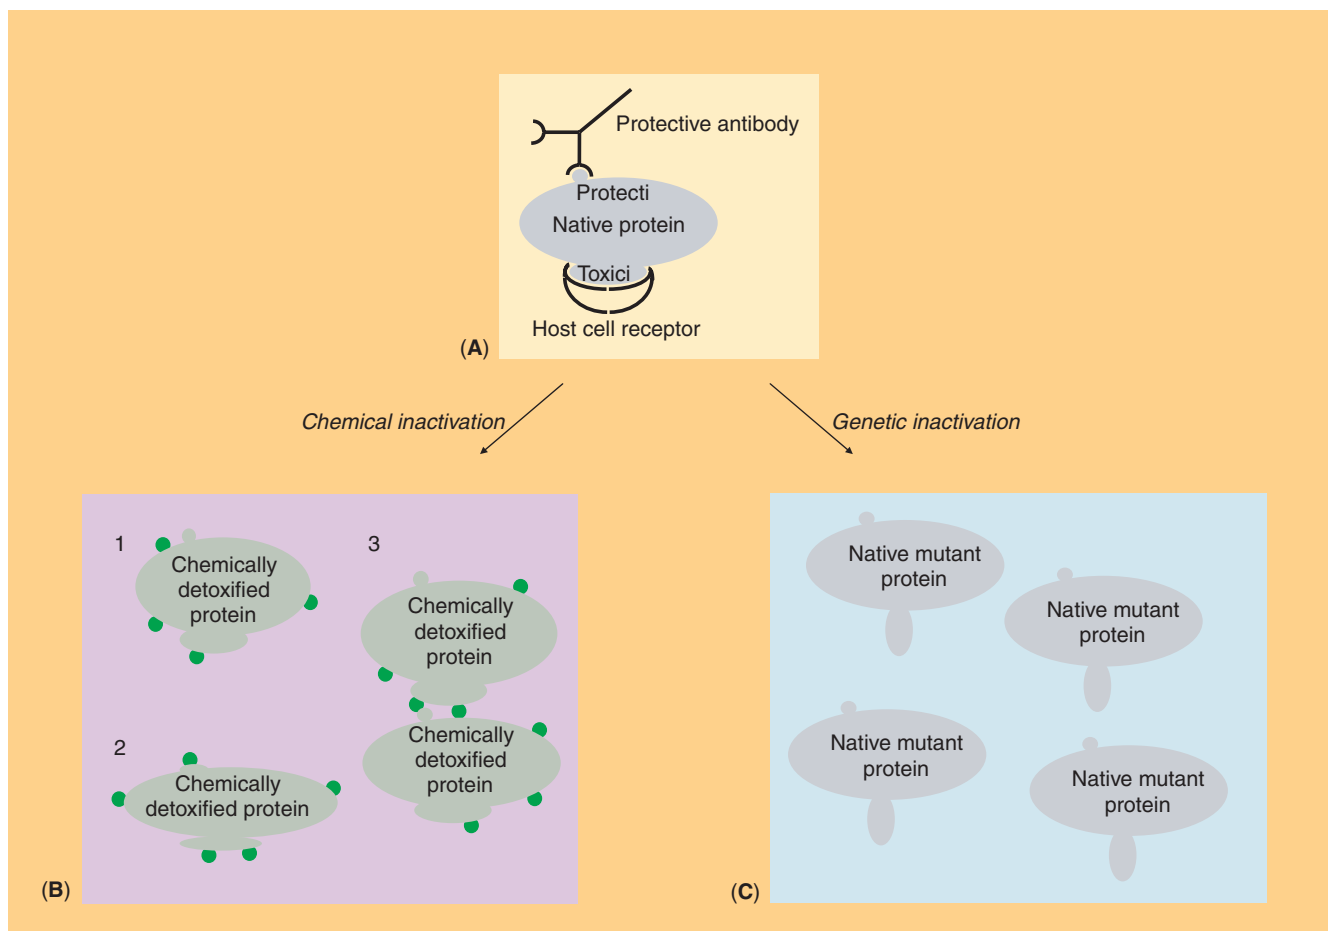 Protective antibody
Protecti
Native protein
Toxici
Host cell receptor
(A)
Chemical inactivation
Genetic inactivation
1
Chemically
detoxified
protein
2
Chemically
detoxified protein
3
Chemically
detoxified
protein
Chemically
detoxified
protein
(B)
Native mutant
protein
Native mutant
protein
Native mutant
protein
Native mutant
protein
(C)